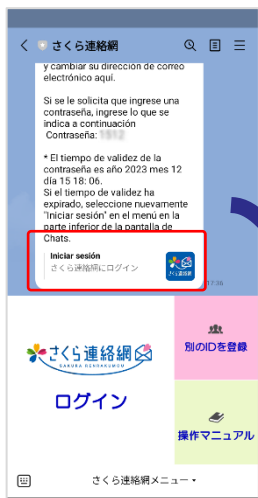 さくら連絡網
y cambiar su dirección de correo
electrónico aquí.
Si se le solicita que ingrese una
contraseña, ingrese lo que se
indica a continuación
Contraseña:
* El tiempo de validez de la
contraseña es año 2023 mes 12
día 15 18: 06.
Si el tiempo de validez ha
expirado, seleccione nuevamente
"Iniciar sesión" en el menú en la
parte inferior de la pantalla de
Chats.
Iniciar sesión
さくら連絡網にログイン
さくら連絡網
17:36
さくら連絡網
SAKURA RENRAKUMOU
ログイン
別のIDを登録
操作マニュアル
さくら連絡網メニュー